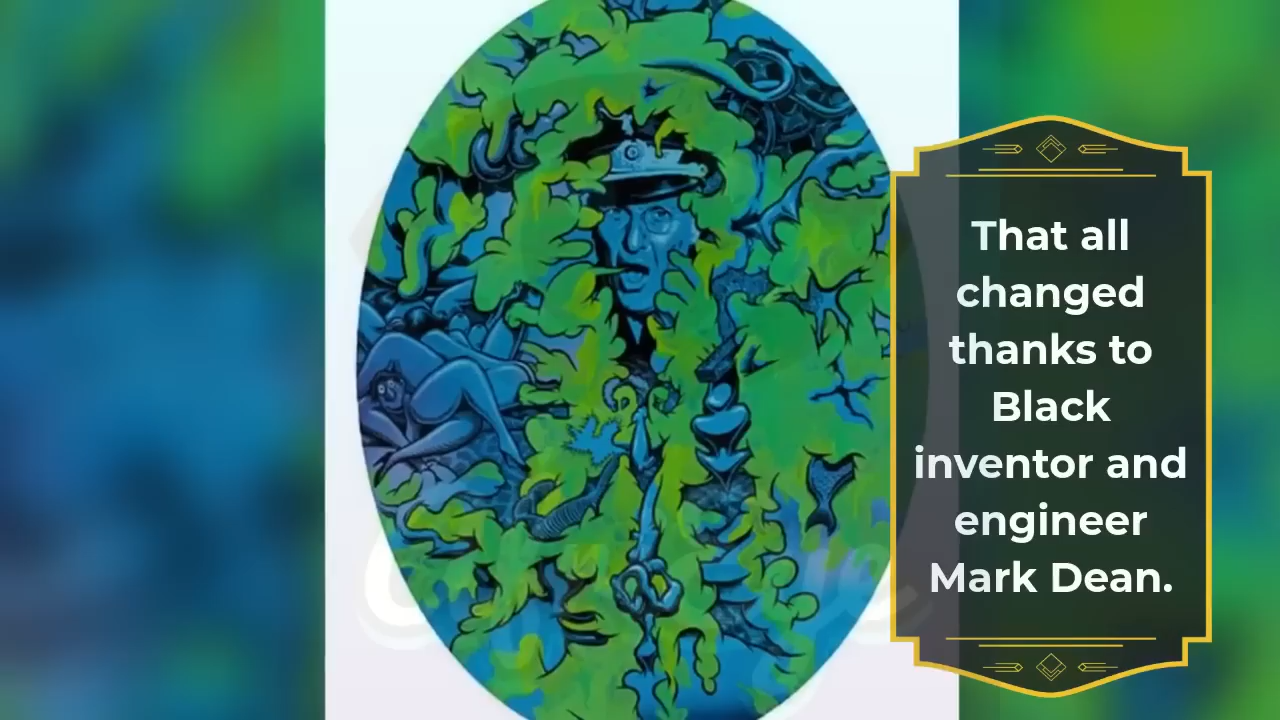 That all
changed
thanks to
Black
inventor and
engineer
Mark Dean.